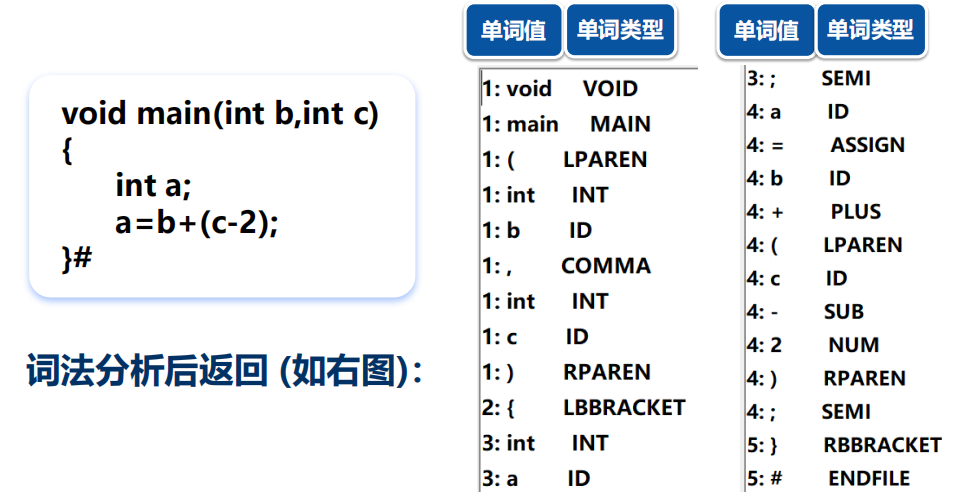 void main(int b,int c)
{
int a;
a=b+(c-2);
}#
词法分析后返回 (如右图)：
单词值 单词类型
1: void VOID
1: main MAIN
1: ( LPAREN
1: int INT
1: b ID
1: , COMMA
1: int INT
1: c ID
1: ) RPAREN
2: { LBBRACKET
3: int INT
3: a ID
单词值 单词类型
3: ; SEMI
4: a ID
4: = ASSIGN
4: b ID
4: + PLUS
4: ( LPAREN
4: c ID
4: - SUB
4: 2 NUM
4: ) RPAREN
4: ; SEMI
5: } RBBRACKET
5: # ENDFILE